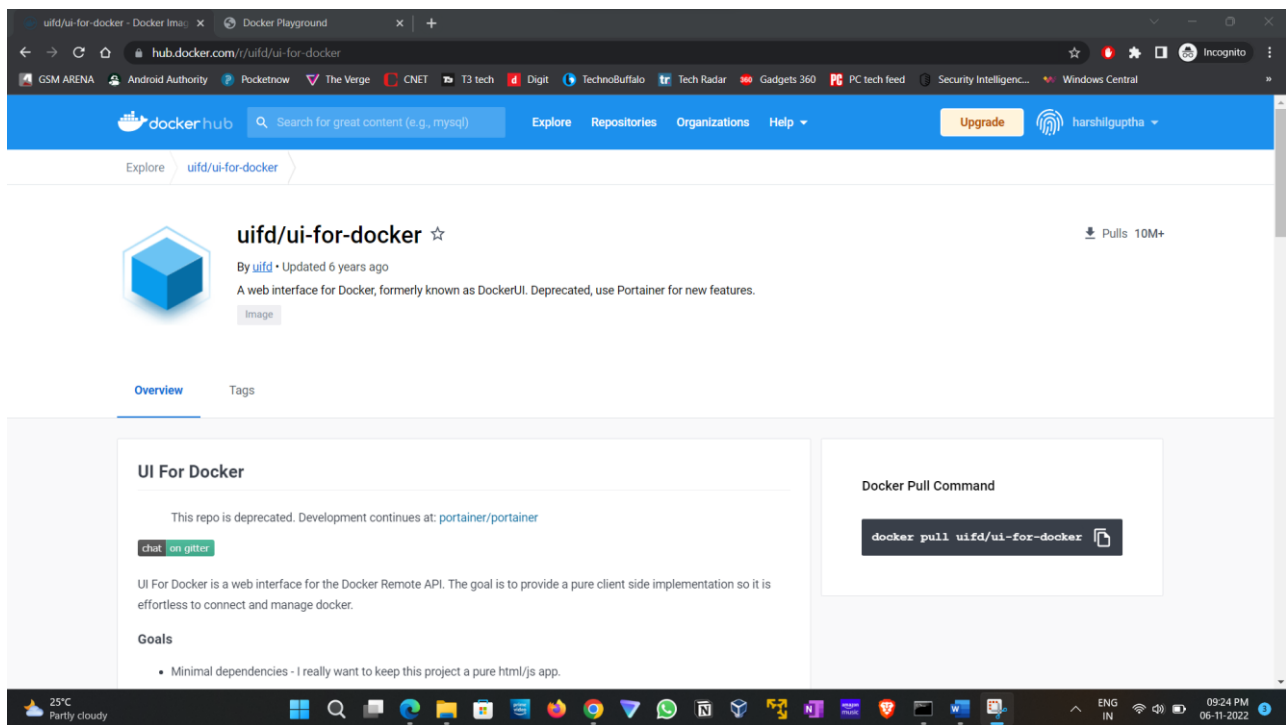 uifd/ui-for-docker - Docker Imag
Docker Playground
hub.docker.com/r/uifd/ui-for-docker
Incognito
GSM ARENA
Android Authority
Pocketnow
The Verge
CNET
T3 tech
Digit
TechnoBuffalo
Tech Radar
Gadgets 360
PC tech feed
Security Intelligenc...
Windows Central
»
dockerhub
Search for great content (e.g., mysql)
Explore
Repositories
Organizations
Help
Upgrade
harshilguptha
Explore
uifd/ui-for-docker
uifd/ui-for-docker
Pulls 10M+
By uifd • Updated 6 years ago
A web interface for Docker, formerly known as DockerUI. Deprecated, use Portainer for new features.
Image
Overview
Tags
UI For Docker
This repo is deprecated. Development continues at: portainer/portainer
chat on gitter
UI For Docker is a web interface for the Docker Remote API. The goal is to provide a pure client side implementation so it is
effortless to connect and manage docker.
Goals
• Minimal dependencies - I really want to keep this project a pure html/js app.
Docker Pull Command
docker pull uifd/ui-for-docker
25°C
Partly cloudy
ENG
IN
09:24 PM
06-11-2022
3